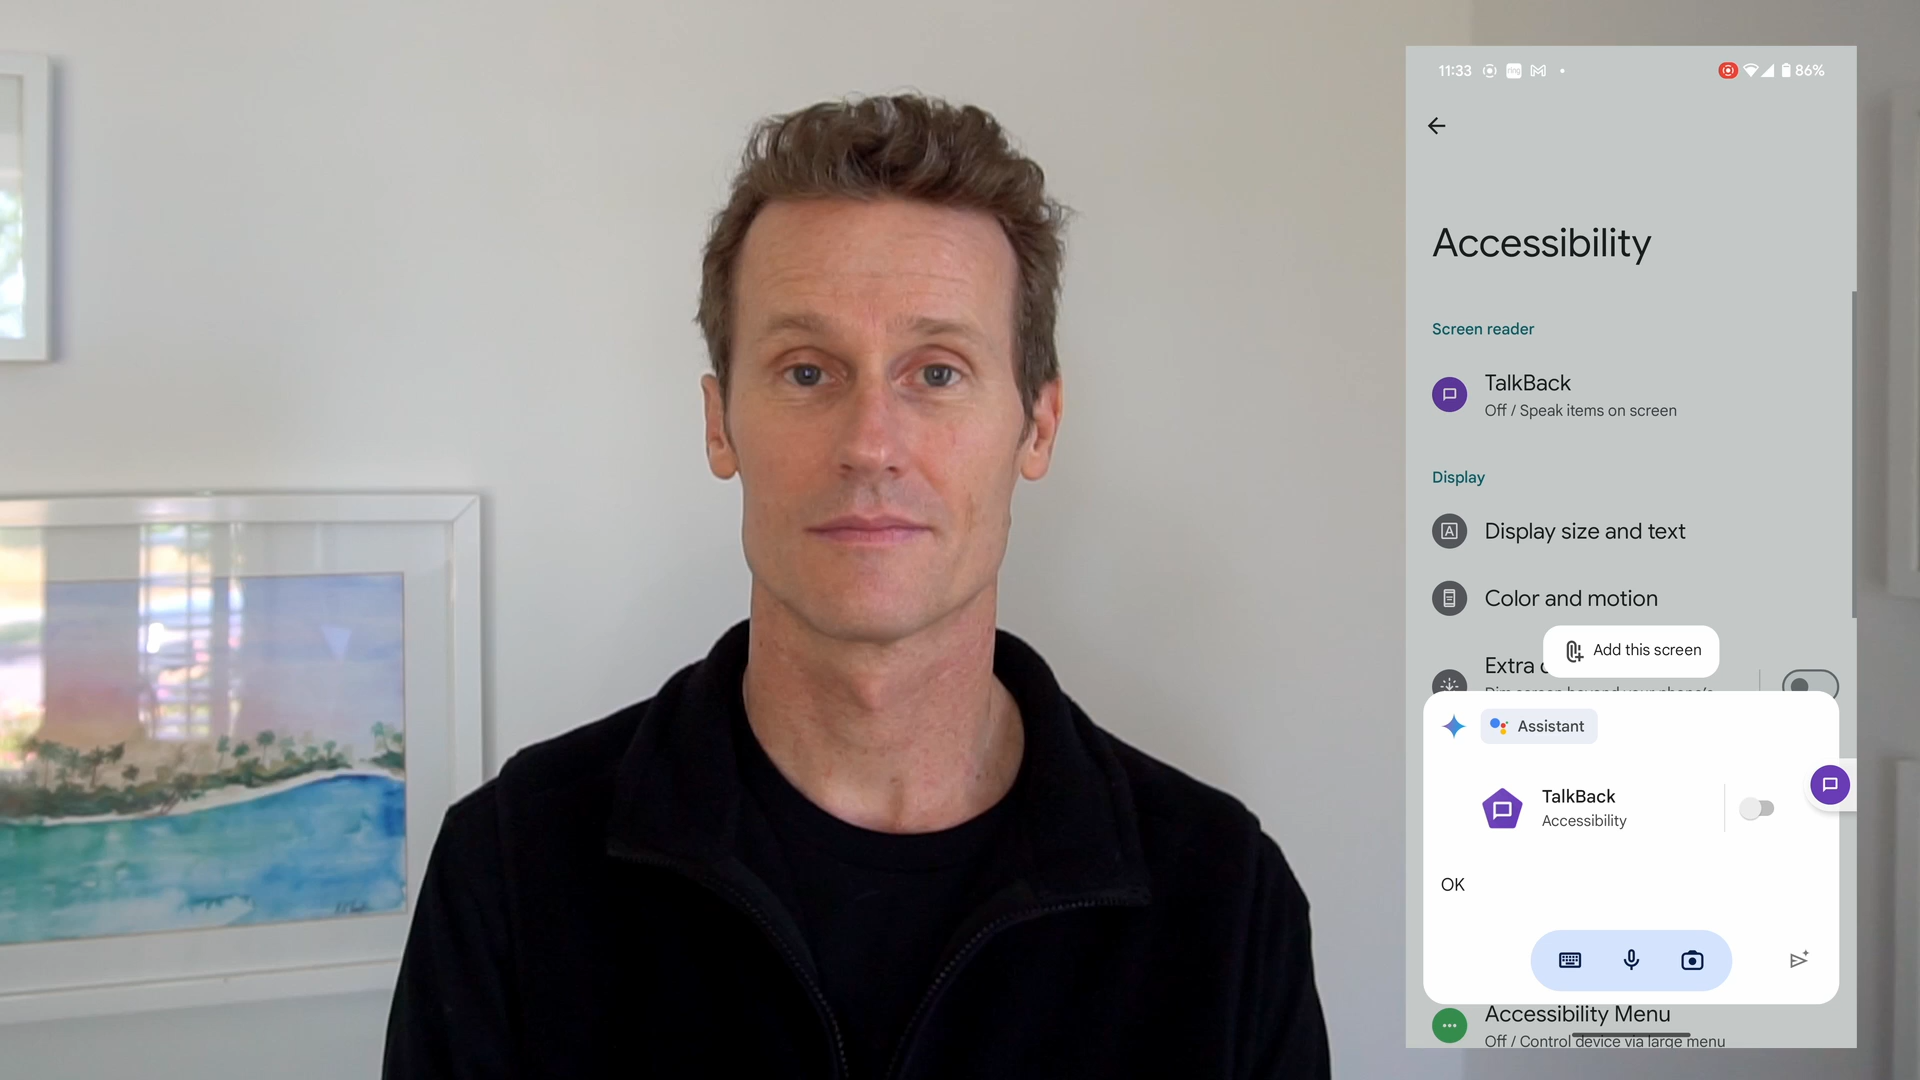 11:33
86%
Accessibility
Screen reader
TalkBack
Off / Speak items on screen
Display
Display size and text
Color and motion
Extra
Add this screen
Assistant
TalkBack
Accessibility
OK
Accessibility Menu
Off / Control device via large menu